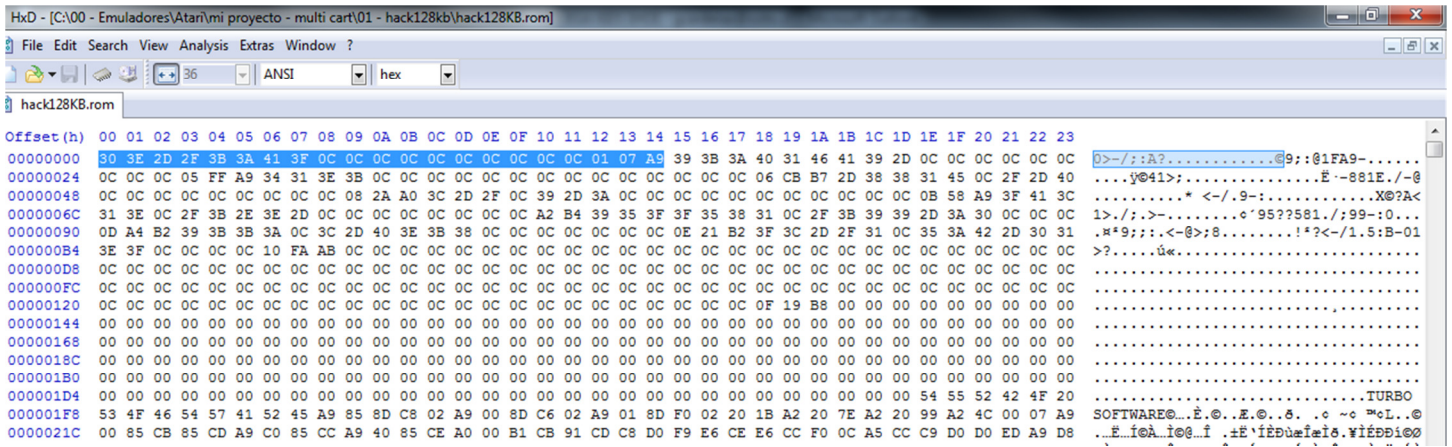 HxD - [C:\00 - Emuladores\Atari\mi proyecto - multi cart\01 - hack128kb\hack128KB.rom]
File Edit Search View Analysis Extras Window ?
36 ANSI hex
hack128KB.rom
Offset(h) 00 01 02 03 04 05 06 07 08 09 0A 0B 0C 0D 0E 0F 10 11 12 13 14 15 16 17 18 19 1A 1B 1C 1D 1E 1F 20 21 22 23
00000000 30 3E 2D 2F 3B 3A 41 3F 0C 0C 0C 0C 0C 0C 0C 0C 0C 0C 01 07 A9 39 3B 3A 40 31 46 41 39 2D 0C 0C 0C 0C 0C 0C 0>-/;:A?............©9;:@1FA9-......
00000024 0C 0C 0C 05 FF A9 34 31 3E 3B 0C 0C 0C 0C 0C 0C 0C 0C 0C 0C 0C 0C 0C 0C 06 CB B7 2D 38 38 31 45 0C 2F 2D 40 ....ÿ©41>;...............Ë·-881E./-@
00000048 0C 0C 0C 0C 0C 0C 0C 0C 0C 08 2A A0 3C 2D 2F 0C 39 2D 3A 0C 0C 0C 0C 0C 0C 0C 0C 0C 0C 0C 0B 58 A9 3F 41 3C ..........* <-/.9-:............X©?A<
0000006C 31 3E 0C 2F 3B 2E 3E 2D 0C 0C 0C 0C 0C 0C 0C 0C A2 B4 39 35 3F 3F 35 38 31 0C 2F 3B 39 39 2D 3A 30 0C 0C 0C 1>./;.>-........¢´95??581./;99-:0...
00000090 0D A4 B2 39 3B 3B 3A 0C 3C 2D 40 3E 3B 38 0C 0C 0C 0C 0C 0C 0C 0E 21 B2 3F 3C 2D 2F 31 0C 35 3A 42 2D 30 31 .¤²9;;:.<-@>;8........!²?<-/1.5:B-01
000000B4 3E 3F 0C 0C 0C 0C 10 FA AB 0C 0C 0C 0C 0C 0C 0C 0C 0C 0C 0C 0C 0C 0C 0C 0C 0C 0C 0C 0C 0C 0C 0C 0C 0C 0C 0C >?.....ú«...........................
000000D8 0C 0C 0C 0C 0C 0C 0C 0C 0C 0C 0C 0C 0C 0C 0C 0C 0C 0C 0C 0C 0C 0C 0C 0C 0C 0C 0C 0C 0C 0C 0C 0C 0C 0C 0C 0C ....................................
000000FC 0C 0C 0C 0C 0C 0C 0C 0C 0C 0C 0C 0C 0C 0C 0C 0C 0C 0C 0C 0C 0C 0C 0C 0C 0C 0C 0C 0C 0C 0C 0C 0C 0C 0C 0C 0C ....................................
00000120 0C 0C 0C 0C 0C 0C 0C 0C 0C 0C 0C 0C 0C 0C 0C 0C 0C 0C 0C 0C 0C 0C 0C 0C 0F 19 B8 00 00 00 00 00 00 00 00 00 ..........................¸.........
00000144 00 00 00 00 00 00 00 00 00 00 00 00 00 00 00 00 00 00 00 00 00 00 00 00 00 00 00 00 00 00 00 00 00 00 00 00 ....................................
00000168 00 00 00 00 00 00 00 00 00 00 00 00 00 00 00 00 00 00 00 00 00 00 00 00 00 00 00 00 00 00 00 00 00 00 00 00 ....................................
0000018C 00 00 00 00 00 00 00 00 00 00 00 00 00 00 00 00 00 00 00 00 00 00 00 00 00 00 00 00 00 00 00 00 00 00 00 00 ....................................
000001B0 00 00 00 00 00 00 00 00 00 00 00 00 00 00 00 00 00 00 00 00 00 00 00 00 00 00 00 00 00 00 00 00 00 00 00 00 ....................................
000001D4 00 00 00 00 00 00 00 00 00 00 00 00 00 00 00 00 00 00 00 00 00 00 00 00 00 00 00 00 00 00 54 55 52 42 4F 20 ..............................TURBO
000001F8 53 4F 46 54 57 41 52 45 A9 85 8D C8 02 A9 00 8D C6 02 A9 01 8D F0 02 20 1B A2 20 7E A2 20 99 A2 4C 00 07 A9 SOFTWARE©….È.©..Æ.©..ð. .¢ ~¢ ™¢L..©
0000021C 00 85 CB 85 CD A9 C0 85 CC A9 40 85 CE A0 00 B1 CB 91 CD C8 D0 F9 E6 CE E6 CC F0 0C A5 CC C9 D0 D0 ED A9 D8 .…Ë…Í©À…Ì©@…Î .±Ë‘ÍÈÐùæÎæÌð.¥ÌÉÐÐí©Ø